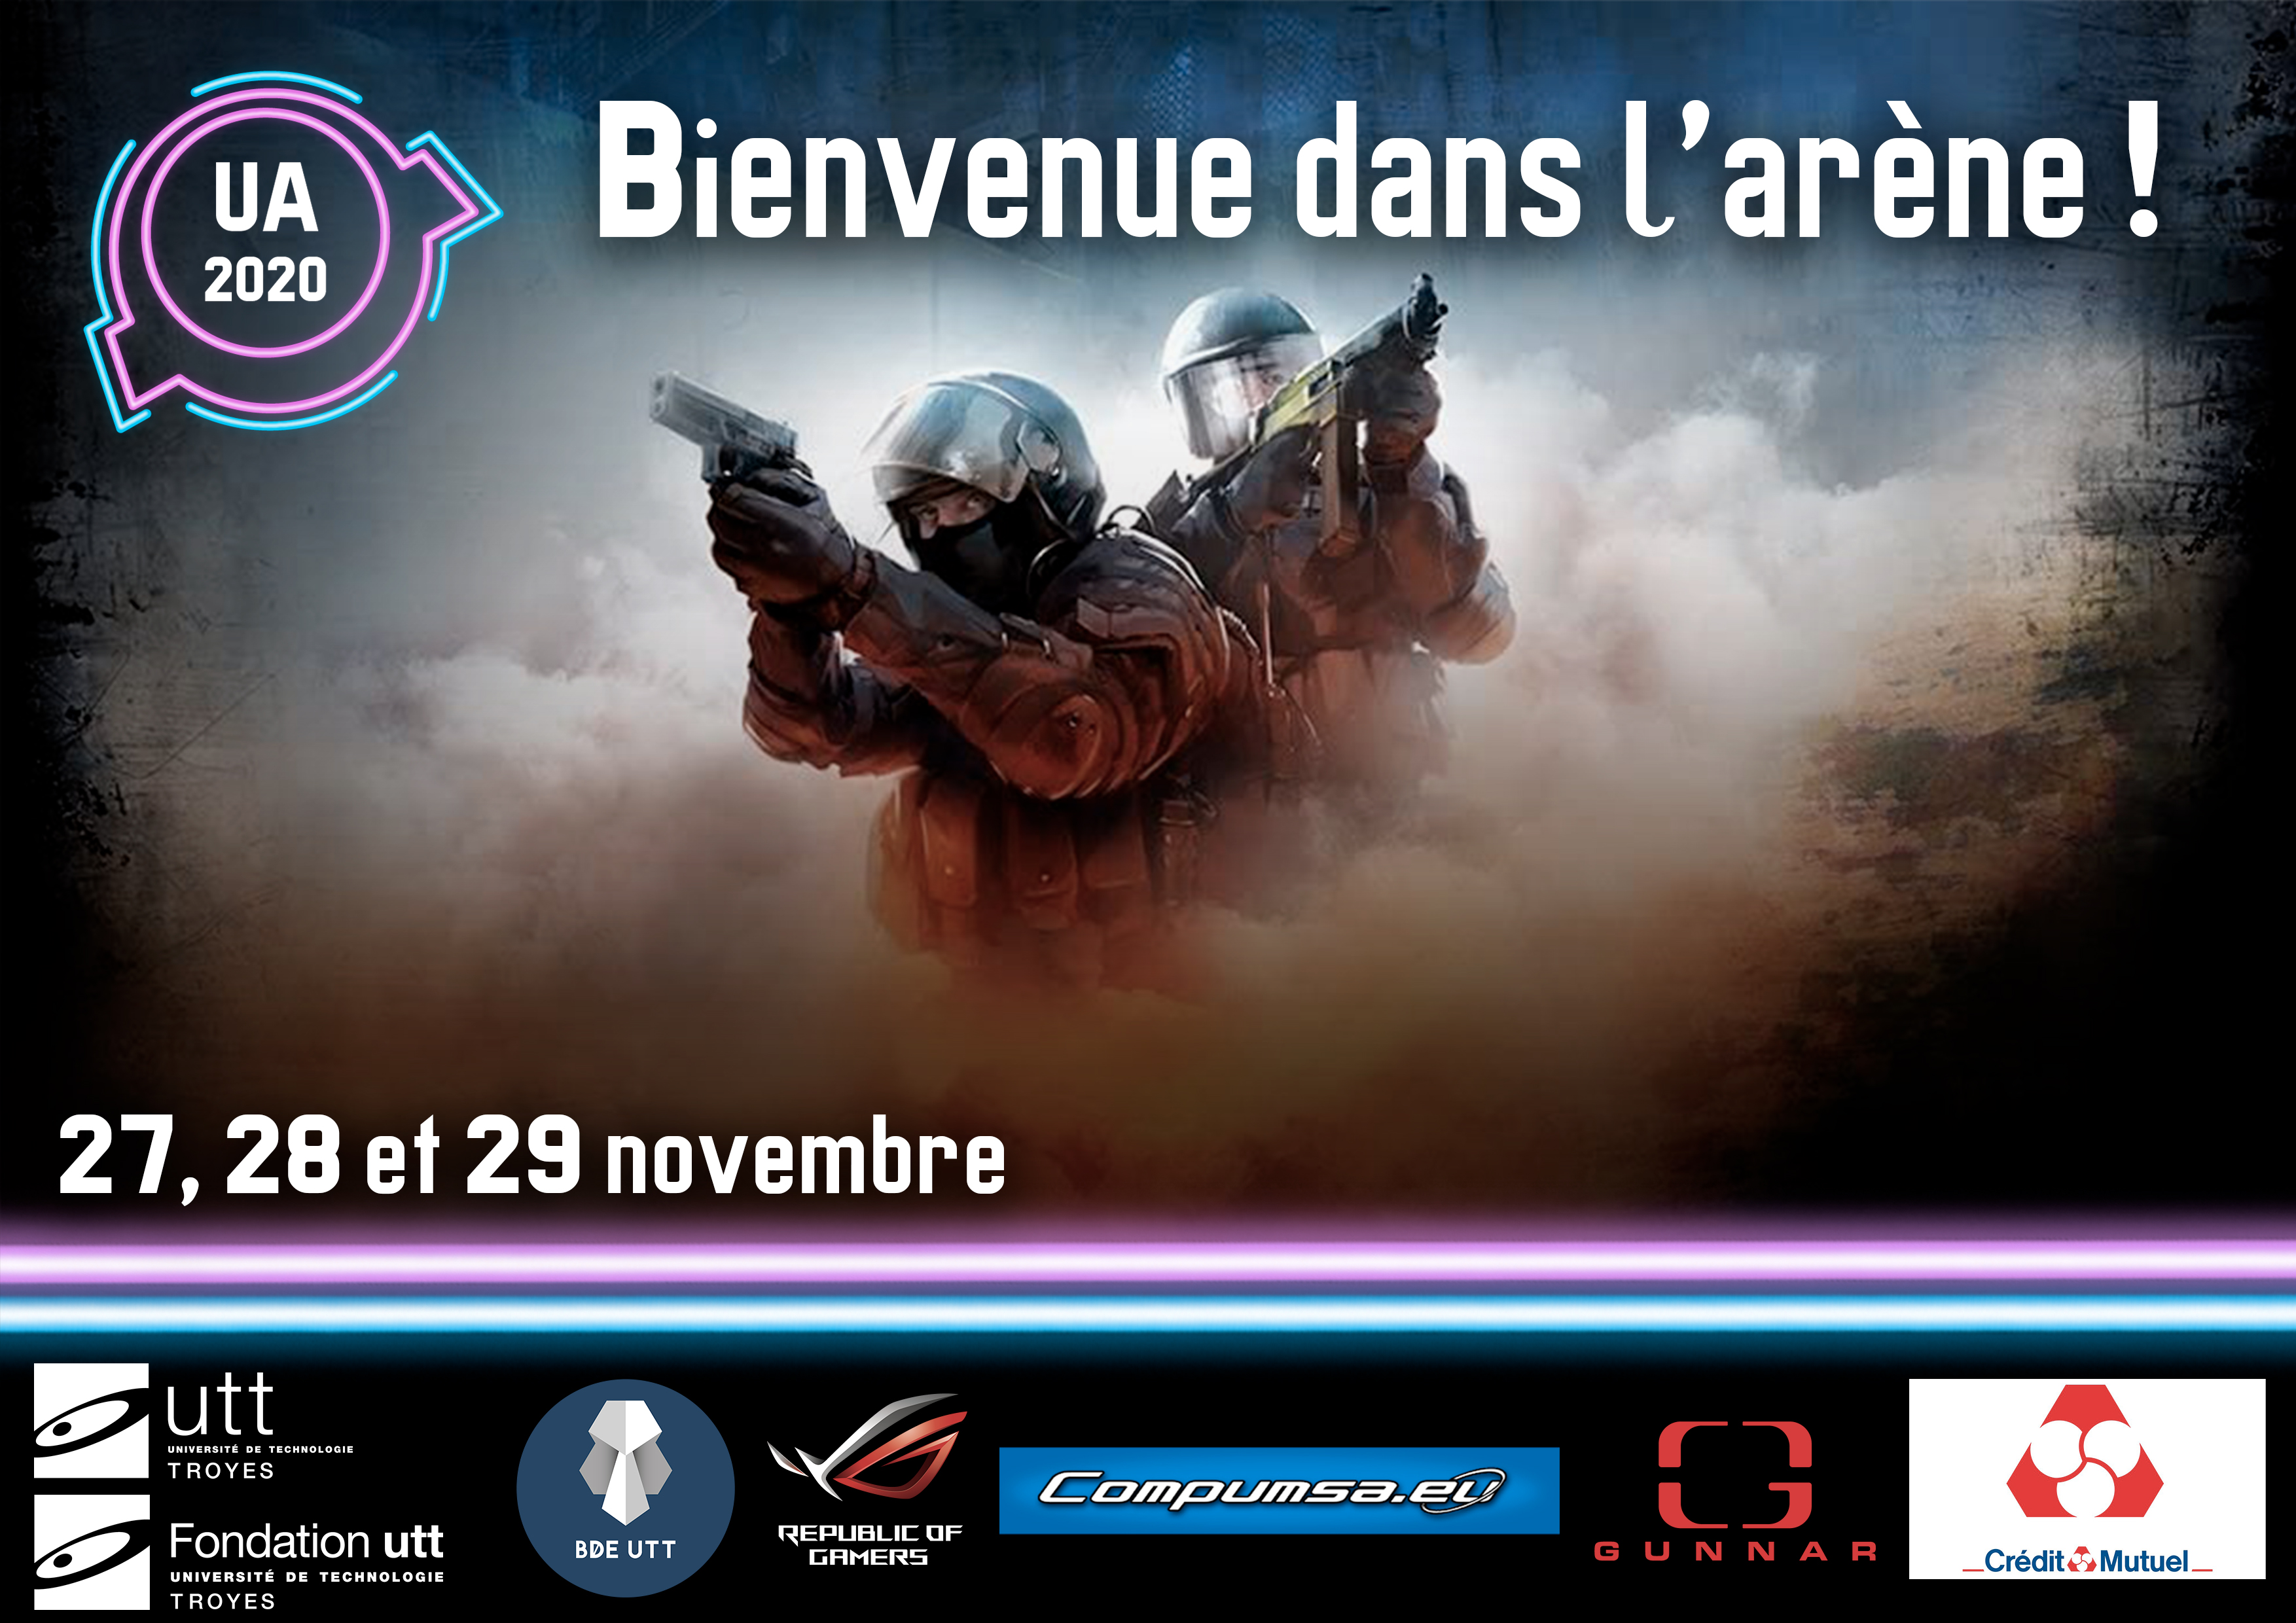 UA
2020
Bienvenue dans l'arène !
27, 28 et 29 novembre
utt
UNIVERSITÉ DE TECHNOLOGIE
TROYES
Fondation utt
UNIVERSITÉ DE TECHNOLOGIE
TROYES
BDE UTT
REPUBLIC OF
GAMERS
Compumsa.eu
GUNNAR
Crédit Mutuel